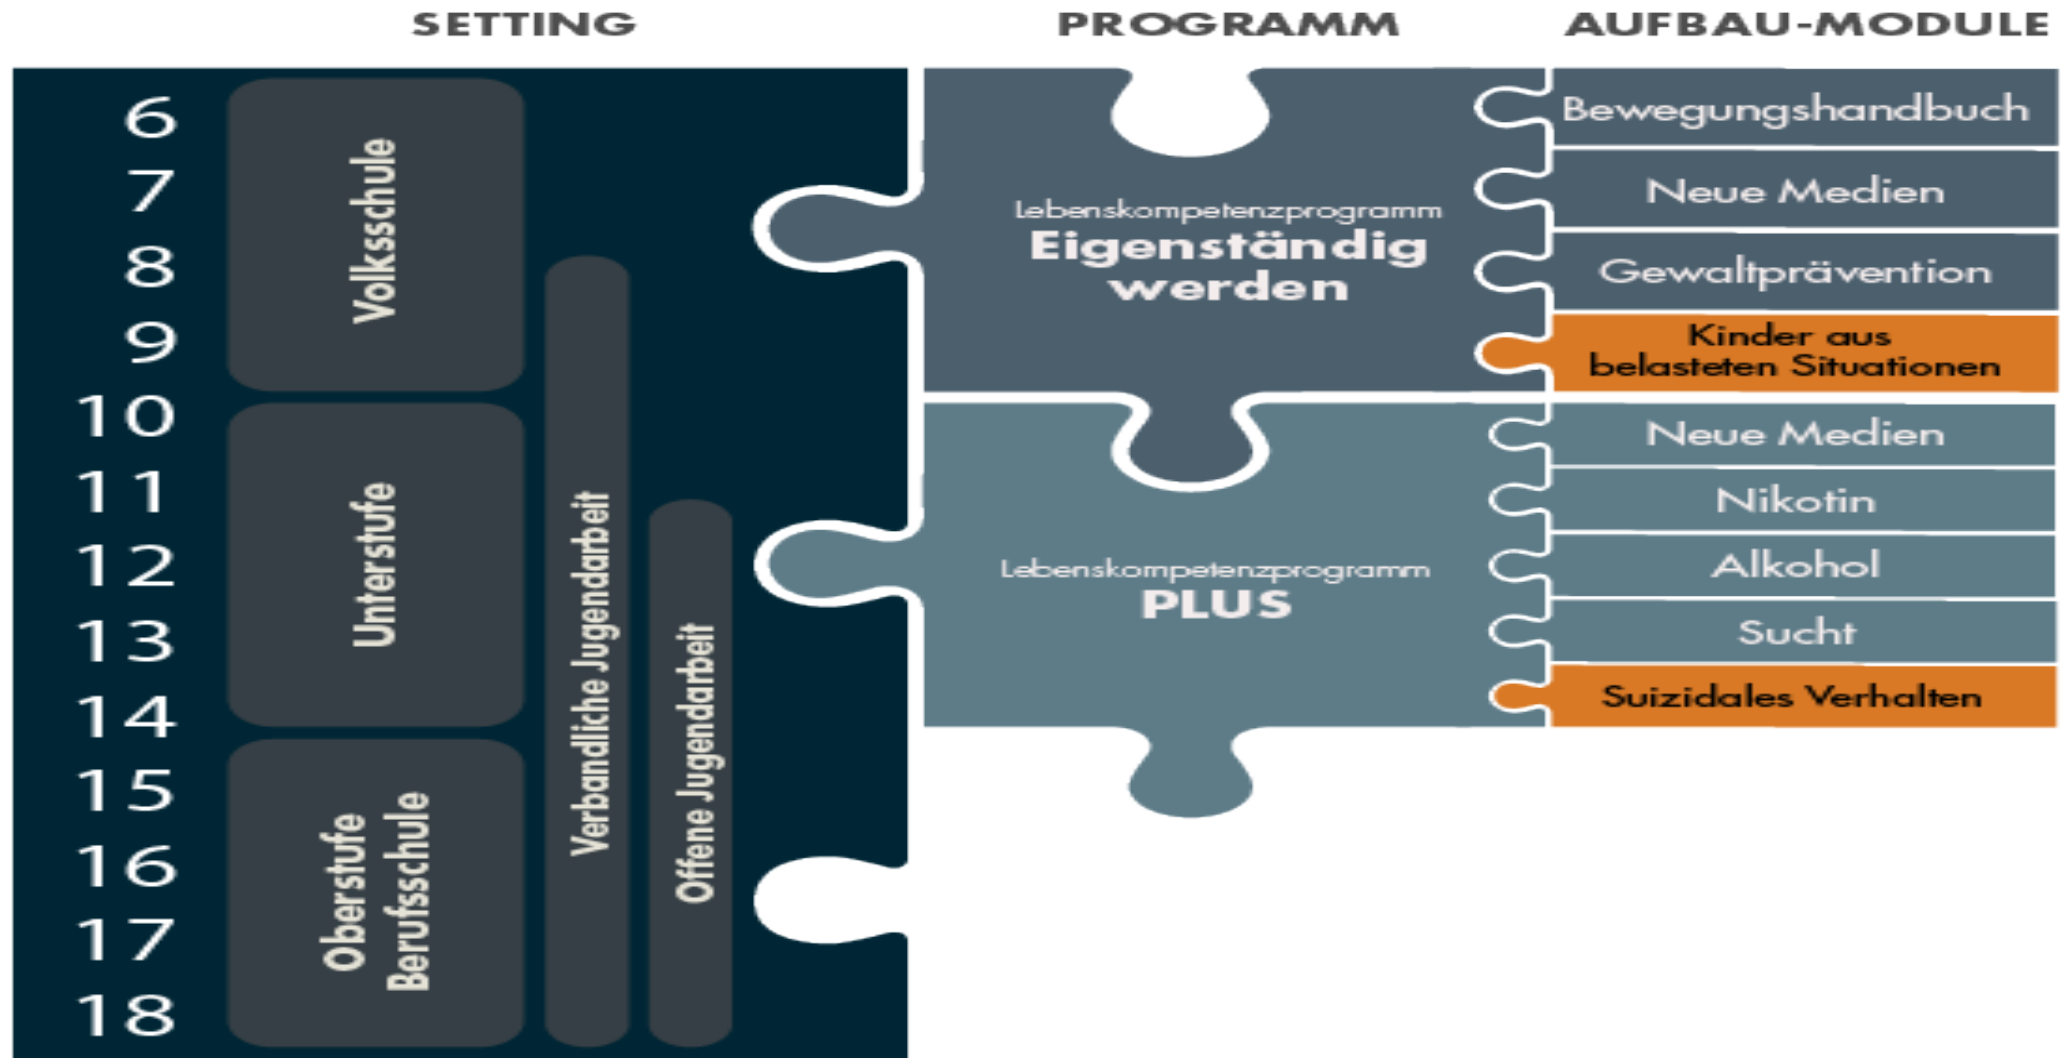 SETTING
PROGRAMM
AUFBAU-MODULE
6
7
8
9
10
11
12
13
14
15
16
17
18
Volksschule
Unterstufe
Oberstufe
Berufsschule
Verbandliche Jugendarbeit
Offene Jugendarbeit
Lebenskompetenzprogramm
Eigenständig
werden
Lebenskompetenzprogramm
PLUS
Bewegungshandbuch
Neue Medien
Gewaltprävention
Kinder aus
belasteten Situationen
Neue Medien
Nikotin
Alkohol
Sucht
Suizidales Verhalten